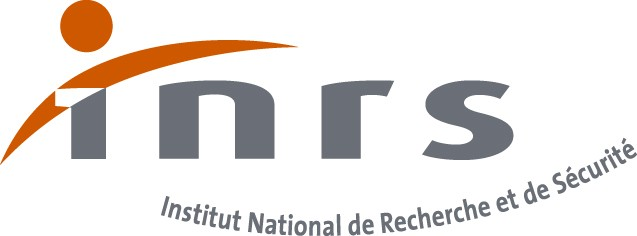 inrs
Institut National de Recherche et de Sécurité